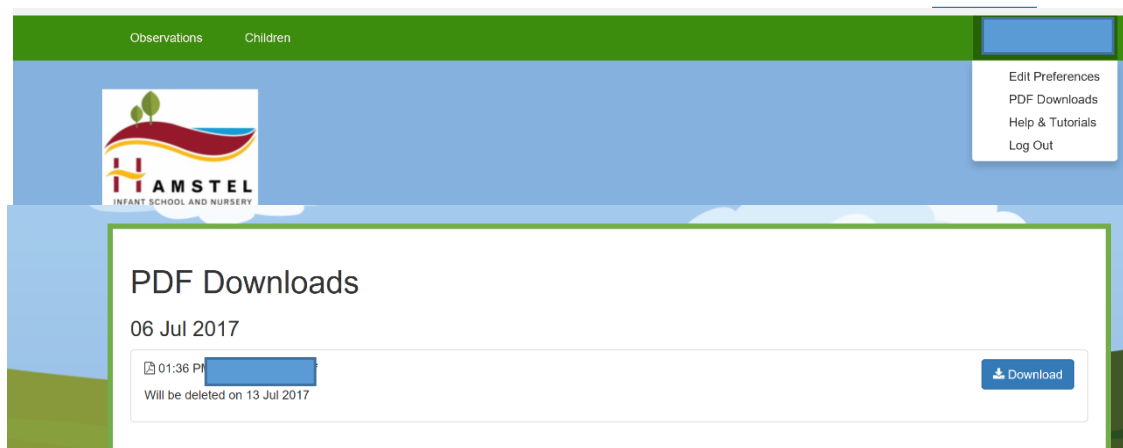 Observations Children
Edit Preferences
PDF Downloads
Help & Tutorials
Log Out
HAMSTEL
INFANT SCHOOL AND NURSERY
PDF Downloads
06 Jul 2017
01:36 PM
Download
Will be deleted on 13 Jul 2017